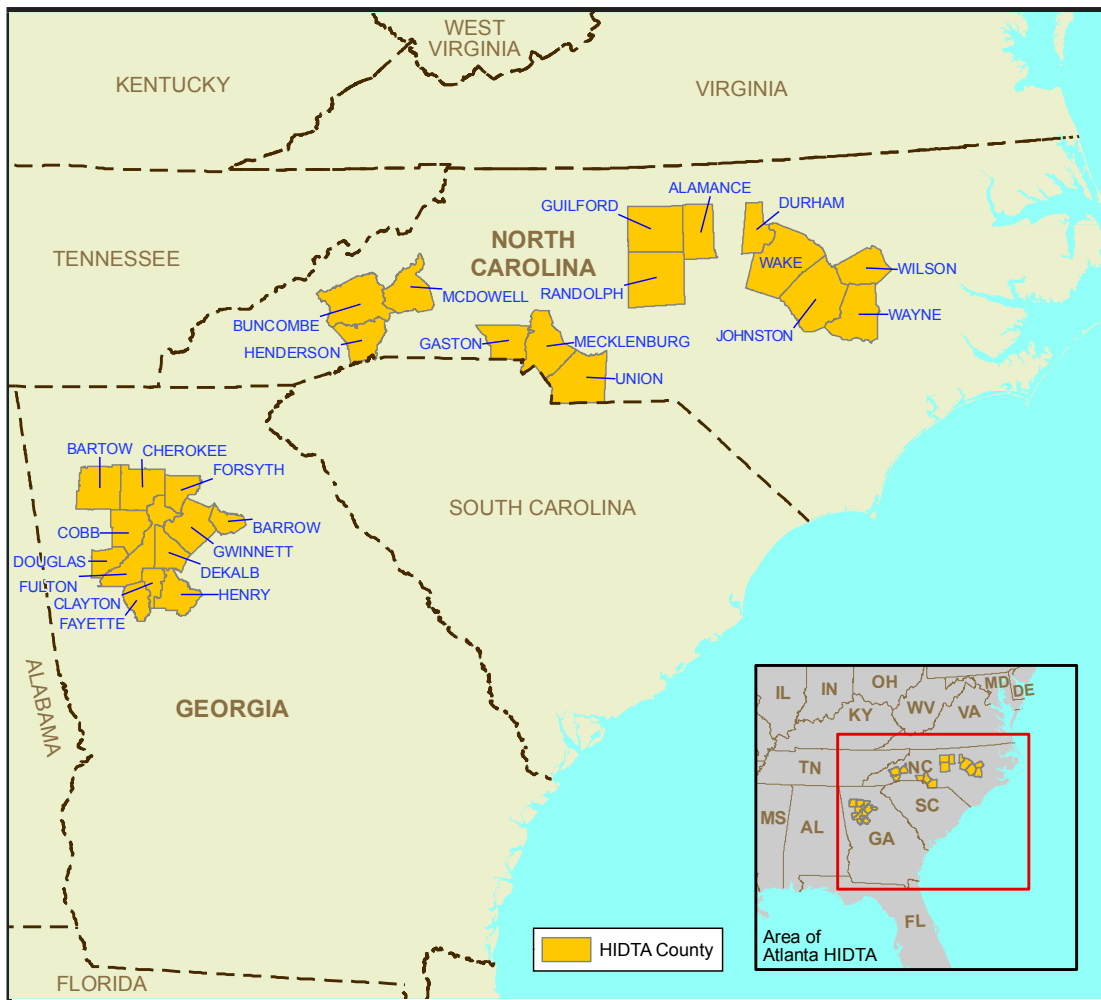 WEST
VIRGINIA
KENTUCKY
VIRGINIA
ALAMANCE
GUILFORD
DURHAM
NORTH
CAROLINA
TENNESSEE
WAKE
WILSON
RANDOLPH
MCDOWELL
BUNCOMBE
WAYNE
JOHNSTON
GASTON
MECKLENBURG
HENDERSON
UNION
BARTOW
CHEROKEE
FORSYTH
SOUTH CAROLINA
COBB
BARROW
GWINNETT
DOUGLAS
DEKALB
FULTON
CLAYTON
HENRY
FAYETTE
ALABAMA
GEORGIA
FLORIDA
HIDTA County
IL
IN
OH
MD
DE
KY
WV
VA
TN
NC
MS
AL
GA
SC
FL
Area of
Atlanta HIDTA